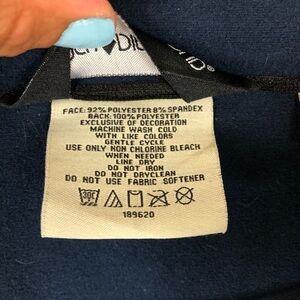 FACE: 92% POLYESTER 8% SPANDEX
BACK: 100% POLYESTER
EXCLUSIVE OF DECORATION
MACHINE WASH COLD
WITH LIKE COLORS
GENTLE CYCLE
USE ONLY NON CHLORINE BLEACH
WHEN NEEDED
LINE DRY
DO NOT IRON
DO NOT DRYCLEAN
DO NOT USE FABRIC SOFTENER
30C
189620